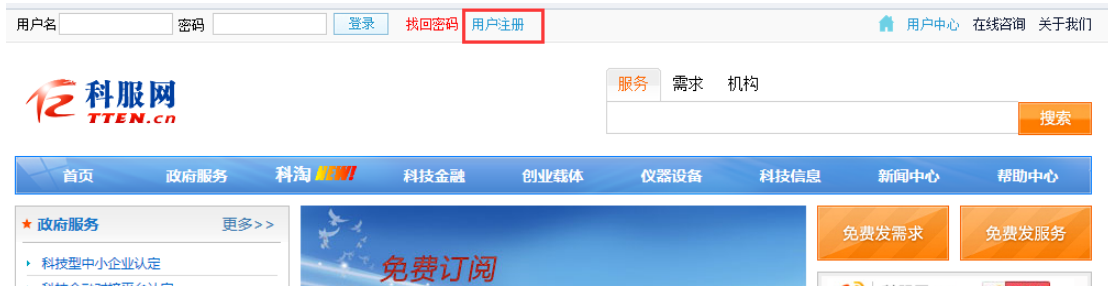 用户名 密码 登录 找回密码 用户注册 用户中心 在线咨询 关于我们
科服网
TTEN.cn
服务 需求 机构
搜索
首页 政府服务 科淘 NEW! 科技金融 创业载体 仪器设备 科技信息 新闻中心 帮助中心
政府服务 更多>>
科技型中小企业认定
免费订阅
免费发需求 免费发服务